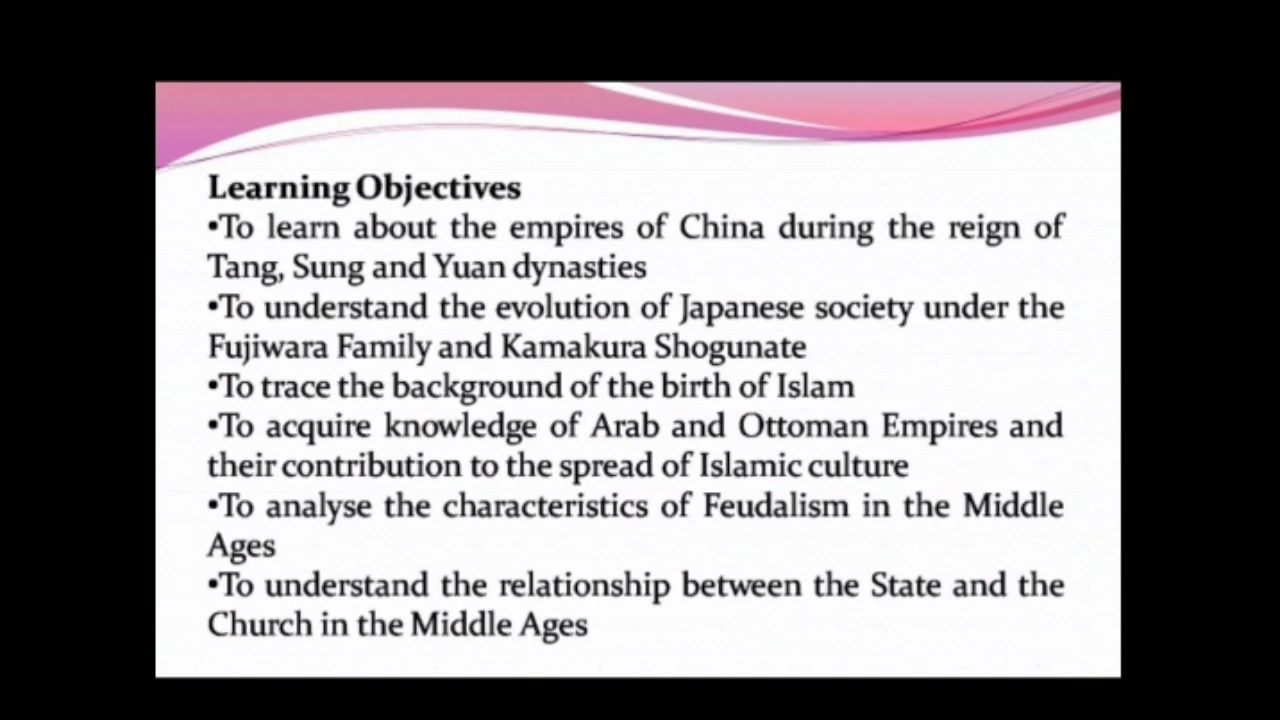 Learning Objectives
•To learn about the empires of China during the reign of
Tang, Sung and Yuan dynasties
•To understand the evolution of Japanese society under the
Fujiwara Family and Kamakura Shogunate
•To trace the background of the birth of Islam
•To acquire knowledge of Arab and Ottoman Empires and
their contribution to the spread of Islamic culture
•To analyse the characteristics of Feudalism in the Middle
Ages
•To understand the relationship between the State and the
Church in the Middle Ages